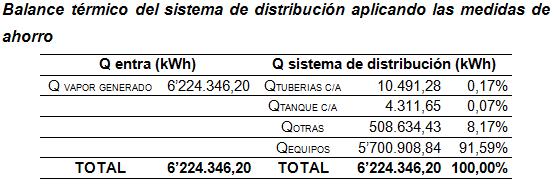 Balance térmico del sistema de distribución aplicando las medidas de
ahorro
Q entra (kWh) Q sistema de distribución (kWh)
Q VAPOR GENERADO 6’224.346,20 QTUBERIAS C/A 10.491,28 0,17%
QTANQUE C/A 4.311,65 0,07%
QOTRAS 508.634,43 8,17%
QEQUIPOS 5’700.908,84 91,59%
TOTAL 6’224.346,20 TOTAL 6’224.346,20 100,00%